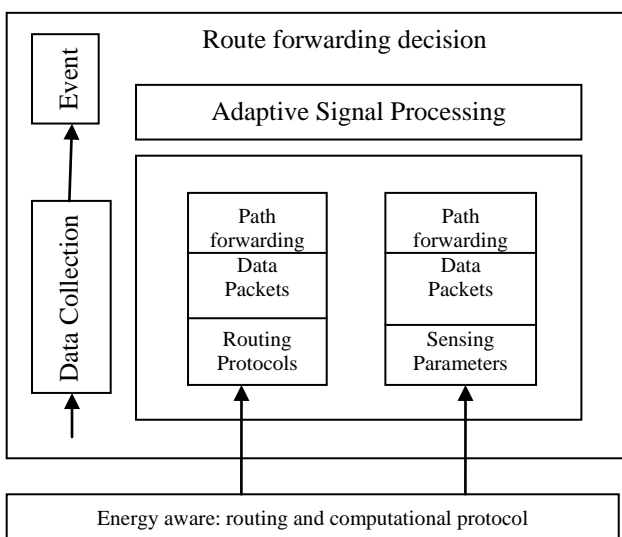 Route forwarding decision
Event
Adaptive Signal Processing
Data Collection
Path
forwarding
Data
Packets
Routing
Protocols
Path
forwarding
Data
Packets
Sensing
Parameters
Energy aware: routing and computational protocol